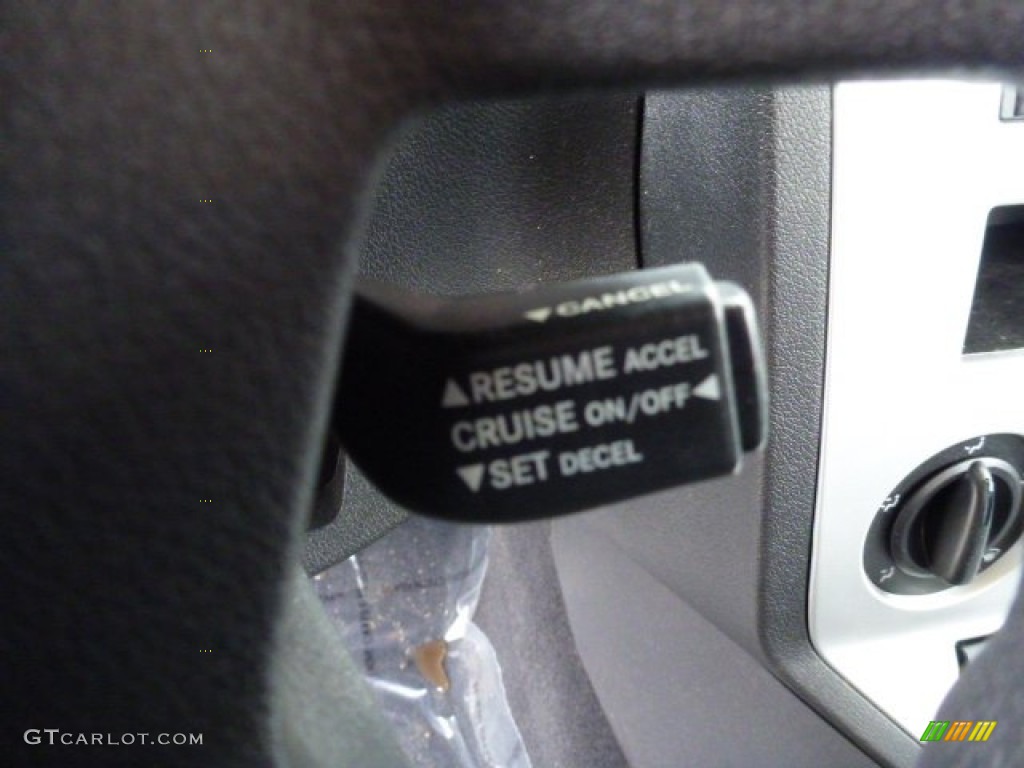 ▼CANCEL
▲RESUME ACCEL
CRUISE ON/OFF◄
▼SET DECEL
GTCARLOT.COM